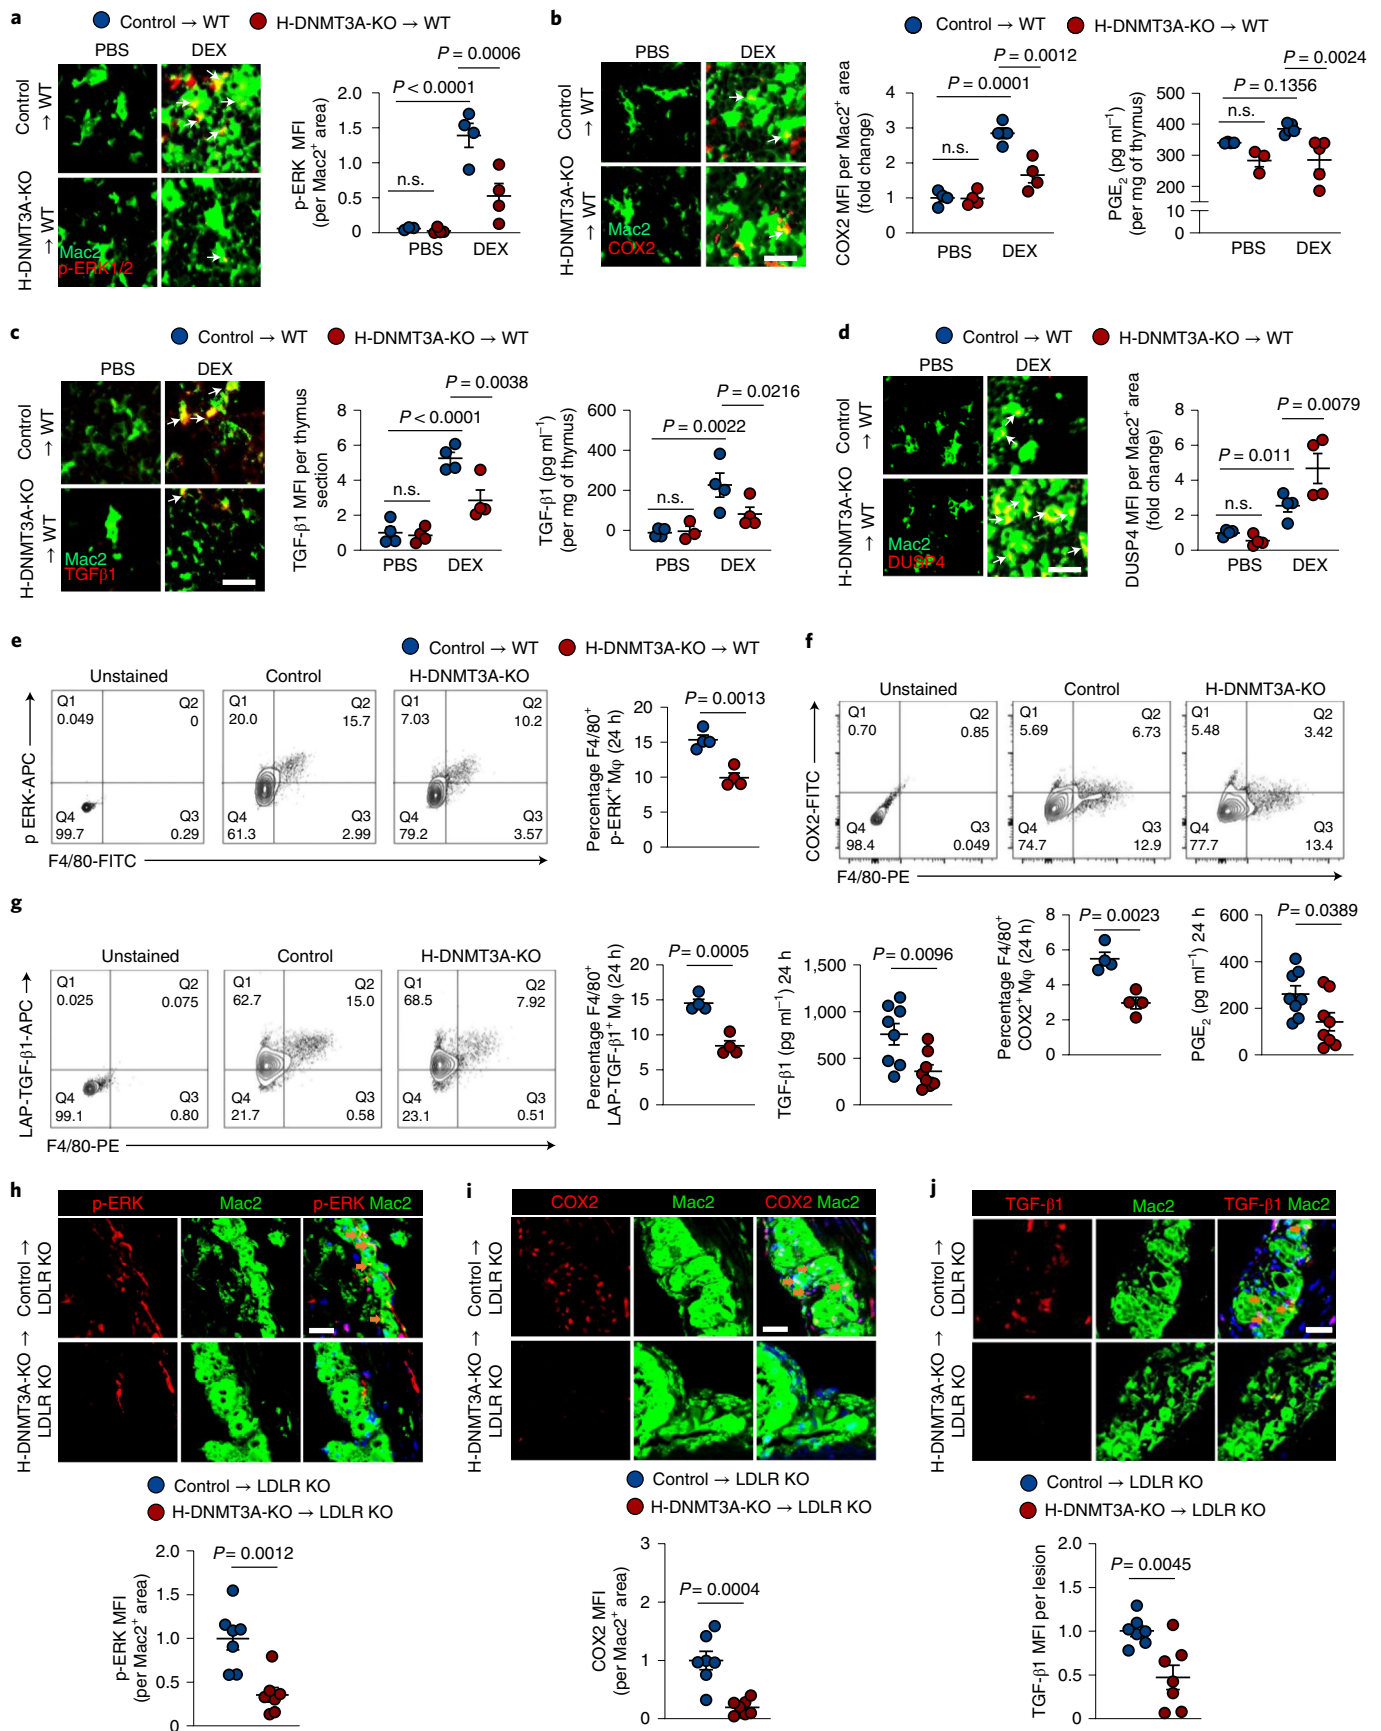 a
Control → WT
H-DNMT3A-KO → WT
PBS
DEX
Control
→ WT
H-DNMT3A-KO
→ WT
Mac2
p-ERK1/2
p-ERK MFI
(per Mac2+ area)
2.0
1.5
1.0
0.5
0
P < 0.0001
P = 0.0006
n.s.
PBS
DEX
b
Control → WT
H-DNMT3A-KO → WT
PBS
DEX
Control
→ WT
H-DNMT3A-KO
→ WT
Mac2
COX2
COX2 MFI per Mac2+ area
(fold change)
4
3
2
1
0
P = 0.0012
P = 0.0001
n.s.
PBS
DEX
PGE2 (pg ml−1)
(per mg of thymus)
500
400
300
200
10
0
P = 0.0024
P = 0.1356
n.s.
PBS
DEX
c
Control → WT
H-DNMT3A-KO → WT
PBS
DEX
Control
→ WT
H-DNMT3A-KO
→ WT
Mac2
TGFβ1
TGF-β1 MFI per thymus
section
8
6
4
2
0
P = 0.0038
P < 0.0001
n.s.
PBS
DEX
TGF-β1 (pg ml−1)
(per mg of thymus)
600
400
200
0
P = 0.0216
P = 0.0022
n.s.
PBS
DEX
d
Control → WT
H-DNMT3A-KO → WT
PBS
DEX
Control
→ WT
H-DNMT3A-KO
→ WT
Mac2
DUSP4
DUSP4 MFI per Mac2+ area
(fold change)
8
6
4
2
0
P = 0.0079
P = 0.011
n.s.
PBS
DEX
e
Control → WT
H-DNMT3A-KO → WT
Unstained
Control
H-DNMT3A-KO
Q1
0.049
Q2
0
Q4
99.7
Q3
0.29
Q1
20.0
Q2
15.7
Q4
61.3
Q3
2.99
Q1
7.03
Q2
10.2
Q4
79.2
Q3
3.57
p ERK-APC
F4/80-FITC
Percentage F4/80+
p-ERK+ Mφ (24 h)
20
15
10
5
0
P = 0.0013
f
Unstained
Control
H-DNMT3A-KO
Q1
0.70
Q2
0.85
Q4
98.4
Q3
0.049
Q1
5.69
Q2
6.73
Q4
74.7
Q3
12.9
Q1
5.48
Q2
3.42
Q4
77.7
Q3
13.4
COX2-FITC
F4/80-PE
Percentage F4/80+
COX2+ Mφ (24 h)
8
6
4
2
0
P = 0.0023
PGE2 (pg ml−1) 24 h
600
400
200
0
P = 0.0389
g
Unstained
Control
H-DNMT3A-KO
Q1
0.025
Q2
0.075
Q4
99.1
Q3
0.80
Q1
62.7
Q2
15.0
Q4
21.7
Q3
0.58
Q1
68.5
Q2
7.92
Q4
23.1
Q3
0.51
LAP-TGF-β1-APC
F4/80-PE
Percentage F4/80+
LAP-TGF-β1+ Mφ (24 h)
20
15
10
5
0
P = 0.0005
TGF-β1 (pg ml−1) 24 h
1,500
1,000
500
0
P = 0.0096
h
p-ERK
Mac2
p-ERK Mac2
Control →
LDLR KO
H-DNMT3A-KO →
LDLR KO
Control → LDLR KO
H-DNMT3A-KO → LDLR KO
p-ERK MFI
(per Mac2+ area)
2.0
1.5
1.0
0.5
0
P = 0.0012
i
COX2
Mac2
COX2 Mac2
Control →
LDLR KO
H-DNMT3A-KO →
LDLR KO
Control → LDLR KO
H-DNMT3A-KO → LDLR KO
COX2 MFI
(per Mac2+ area)
3
2
1
0
P = 0.0004
j
TGF-β1
Mac2
TGF-β1 Mac2
Control →
LDLR KO
H-DNMT3A-KO →
LDLR KO
Control → LDLR KO
H-DNMT3A-KO → LDLR KO
TGF-β1 MFI per lesion
2.0
1.5
1.0
0.5
0
P = 0.0045